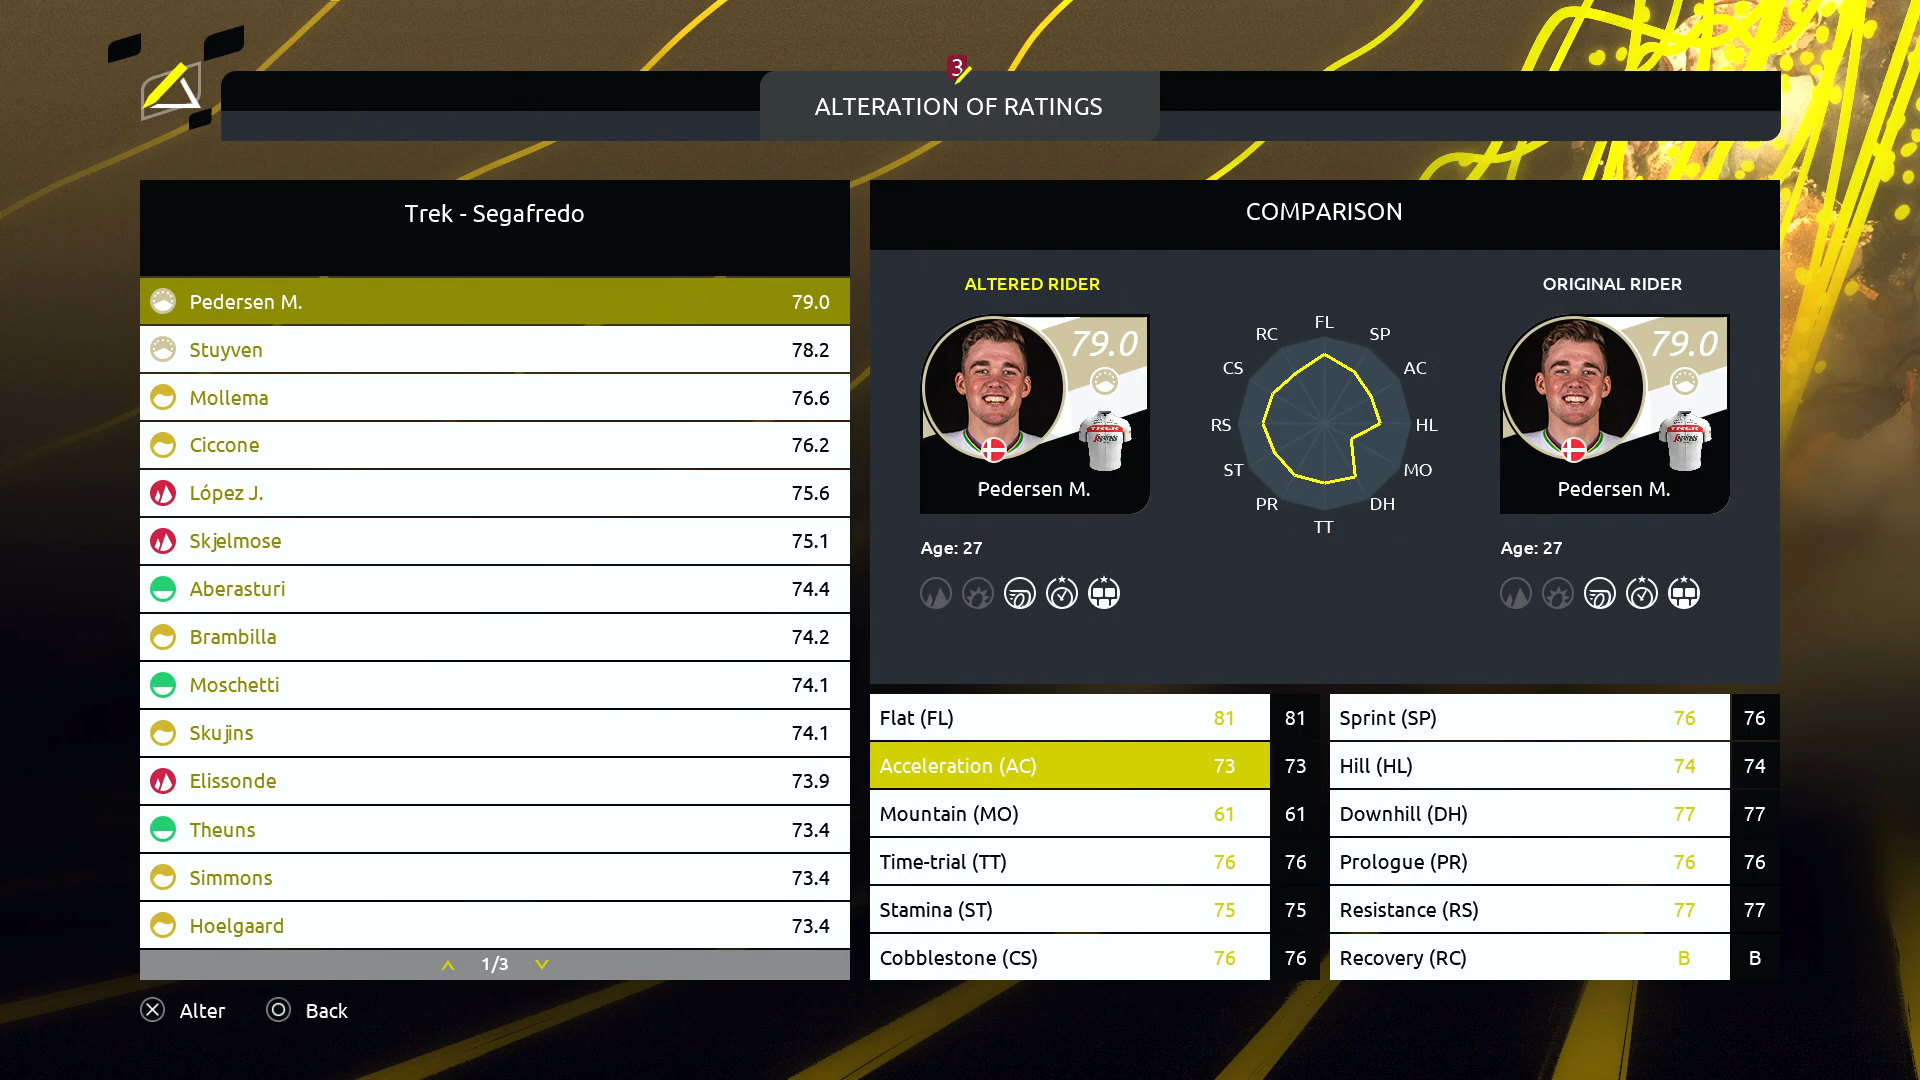 3
ALTERATION OF RATINGS
Trek - Segafredo
Pedersen M. 79.0
Stuyven 78.2
Mollema 76.6
Ciccone 76.2
López J. 75.6
Skjelmose 75.1
Aberasturi 74.4
Brambilla 74.2
Moschetti 74.1
Skujins 74.1
Elissonde 73.9
Theuns 73.4
Simmons 73.4
Hoelgaard 73.4
1/3
Alter Back
COMPARISON
ALTERED RIDER
79.0
TREK
Segafredo
Pedersen M.
Age: 27
FL
SP
AC
HL
MO
DH
TT
PR
ST
RS
CS
RC
ORIGINAL RIDER
79.0
TREK
Segafredo
Pedersen M.
Age: 27
Flat (FL) 81 81 Sprint (SP) 76 76
Acceleration (AC) 73 73 Hill (HL) 74 74
Mountain (MO) 61 61 Downhill (DH) 77 77
Time-trial (TT) 76 76 Prologue (PR) 76 76
Stamina (ST) 75 75 Resistance (RS) 77 77
Cobblestone (CS) 76 76 Recovery (RC) B B